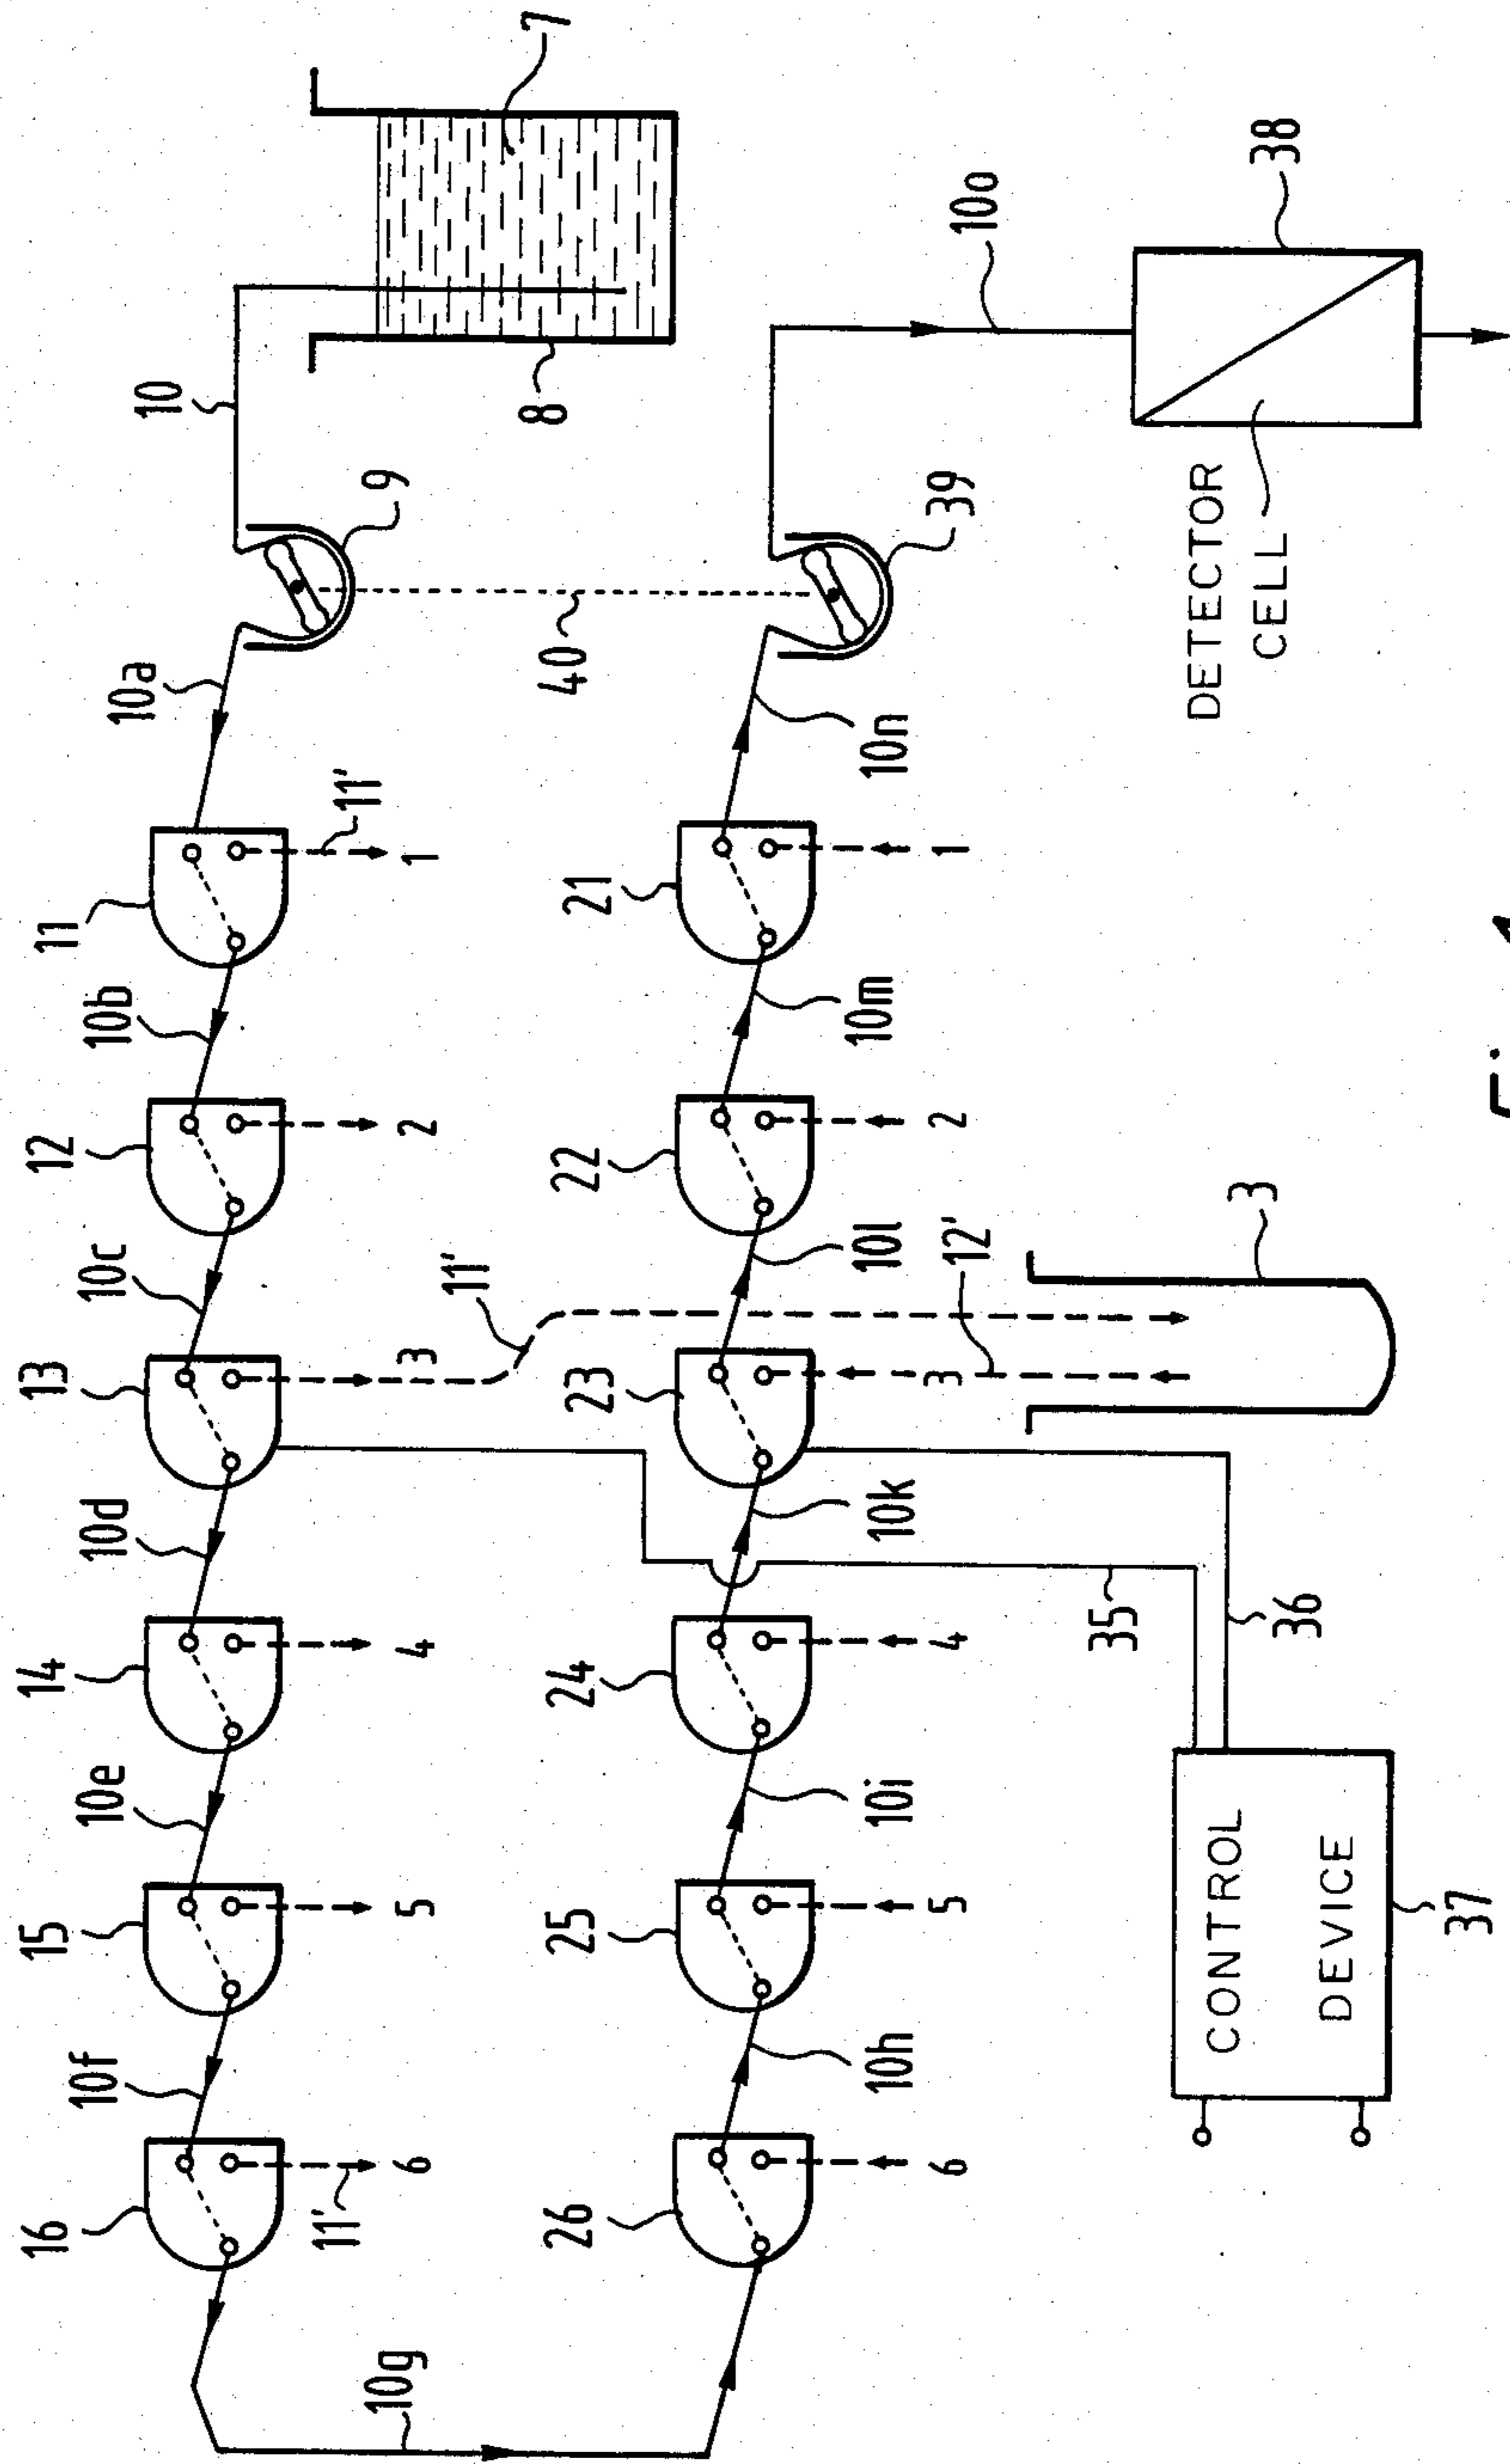 16 15 14 13 12 11
10f 10e 10d 10c 10b 10a 10
11' 11'
9
6 5 4 3 2 1
10g
11'
7
8
40
26 25 24 23 22 21
10h 10i 10k 10l 10m 10n
39
6 5 4 3 2 1
12'
10o
35
36
3
38
DETECTOR
CELL
CONTROL
DEVICE
37